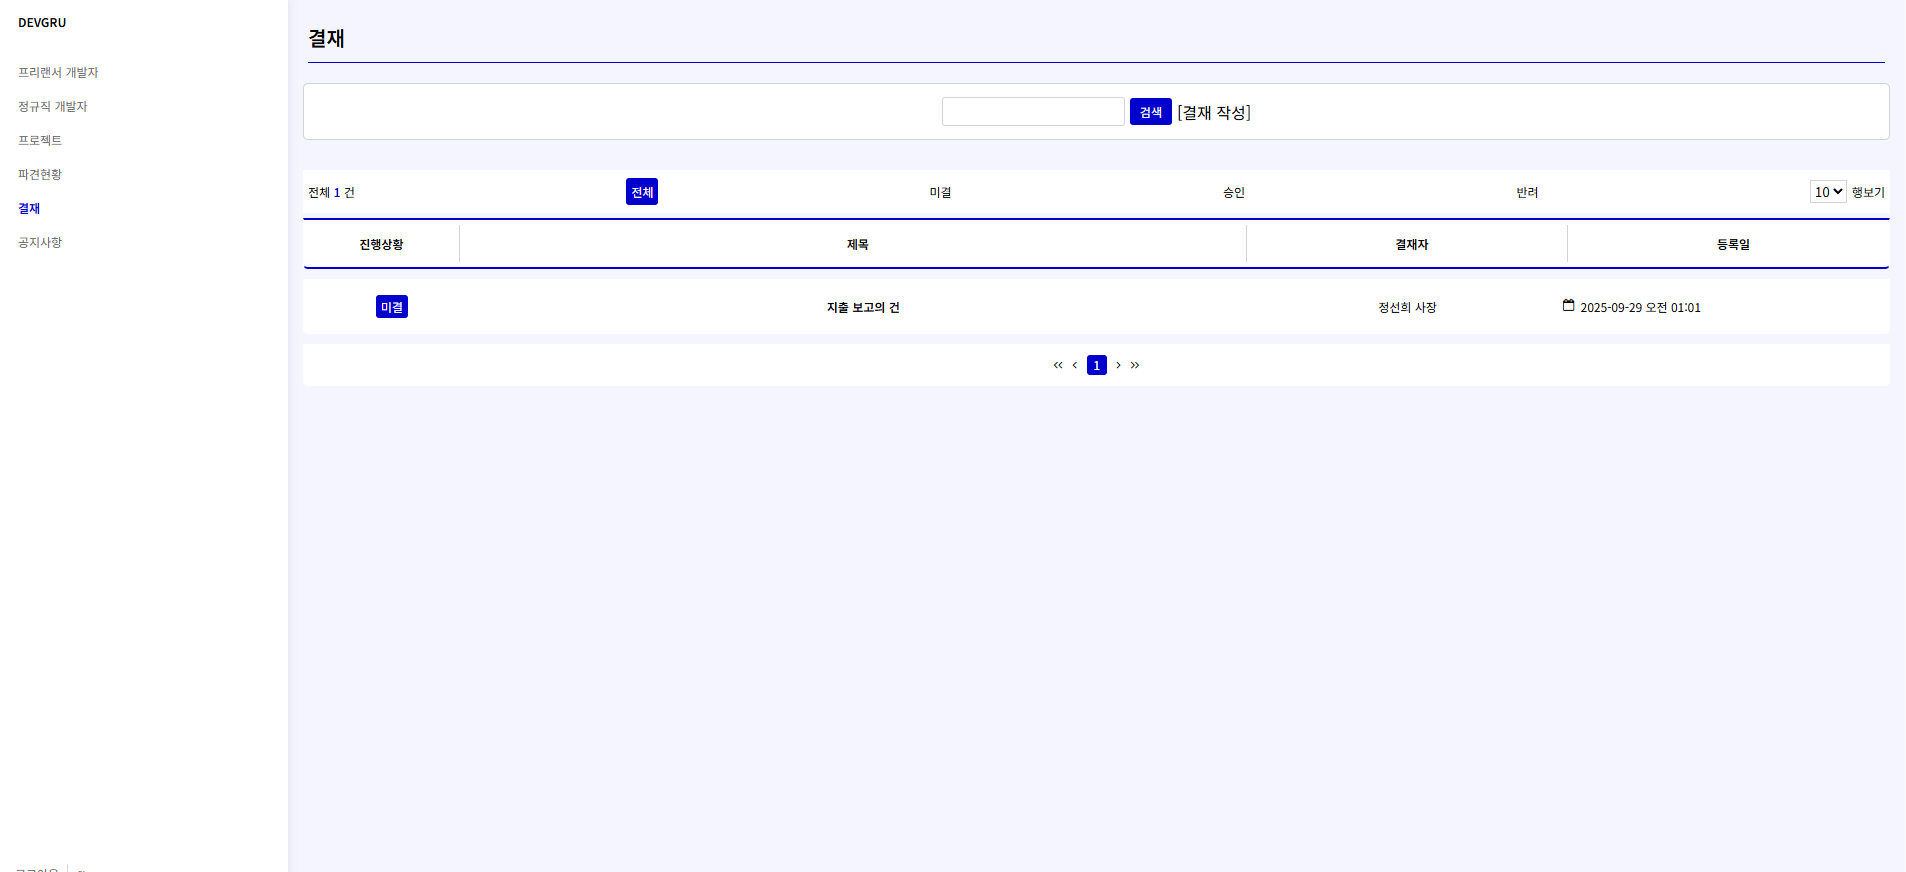 DEVGRU
프리랜서 개발자
정규직 개발자
프로젝트
파견현황
결재
공지사항
결재
검색 [결재 작성]
전체 1 건 전체 미결 승인 반려 10 행보기
진행상황 제목 결재자 등록일
미결 지출 보고의 건 정선희 사장 2025-09-29 오전 01:01
« ‹ 1 › »